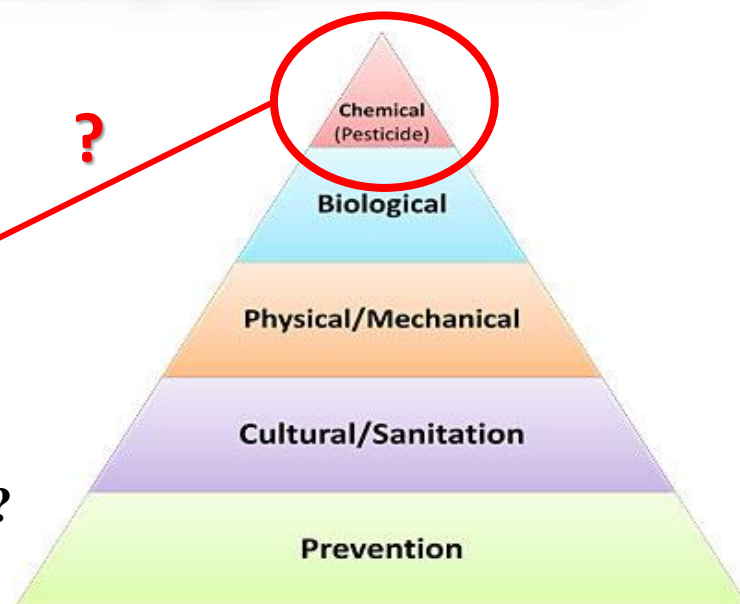 ?
Chemical
(Pesticide)
Biological
Physical/Mechanical
Cultural/Sanitation
?
Prevention